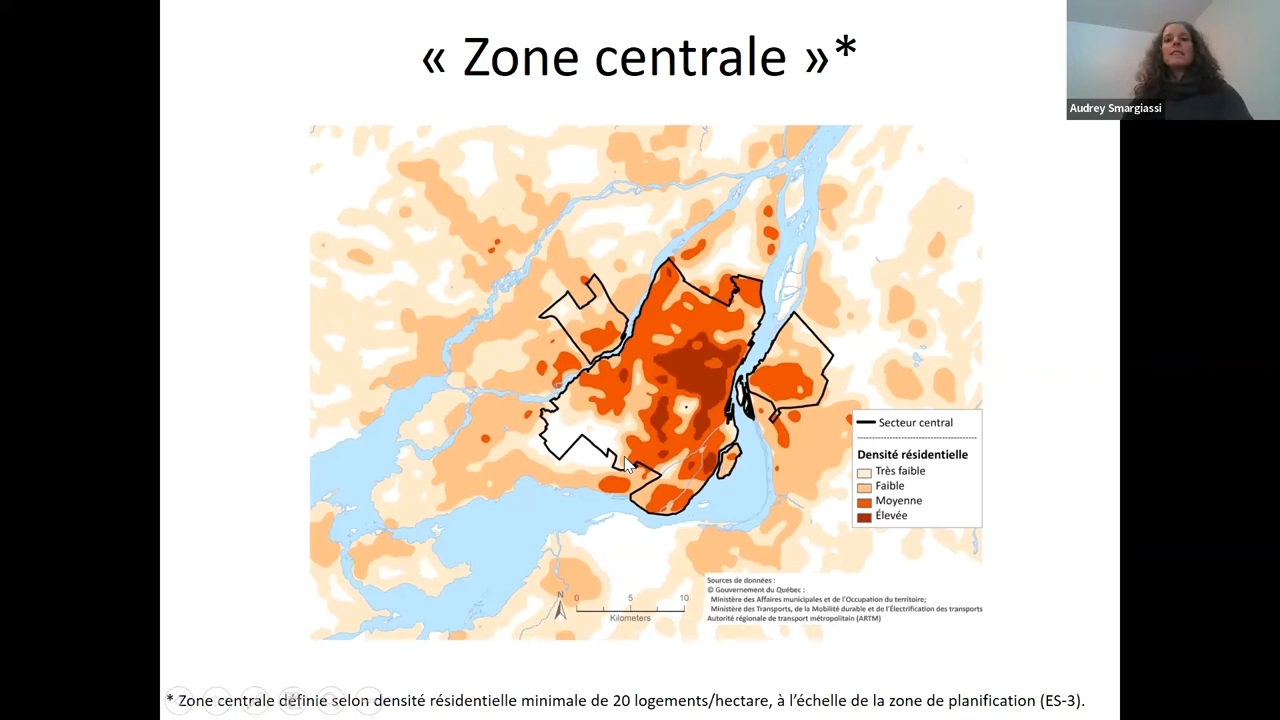 « Zone centrale »*
Audrey Smargiassi
Secteur central
Densité résidentielle
Très faible
Faible
Moyenne
Élevée
Sources de données :
© Gouvernement du Québec :
Ministère des Affaires municipales et de l'Occupation du territoire;
Ministère des Transports, de la Mobilité durable et de l'Électrification des transports
Autorité régionale de transport métropolitain (ARTM)
N
0 5 10
Kilometers
* Zone centrale définie selon densité résidentielle minimale de 20 logements/hectare, à l’échelle de la zone de planification (ES-3).